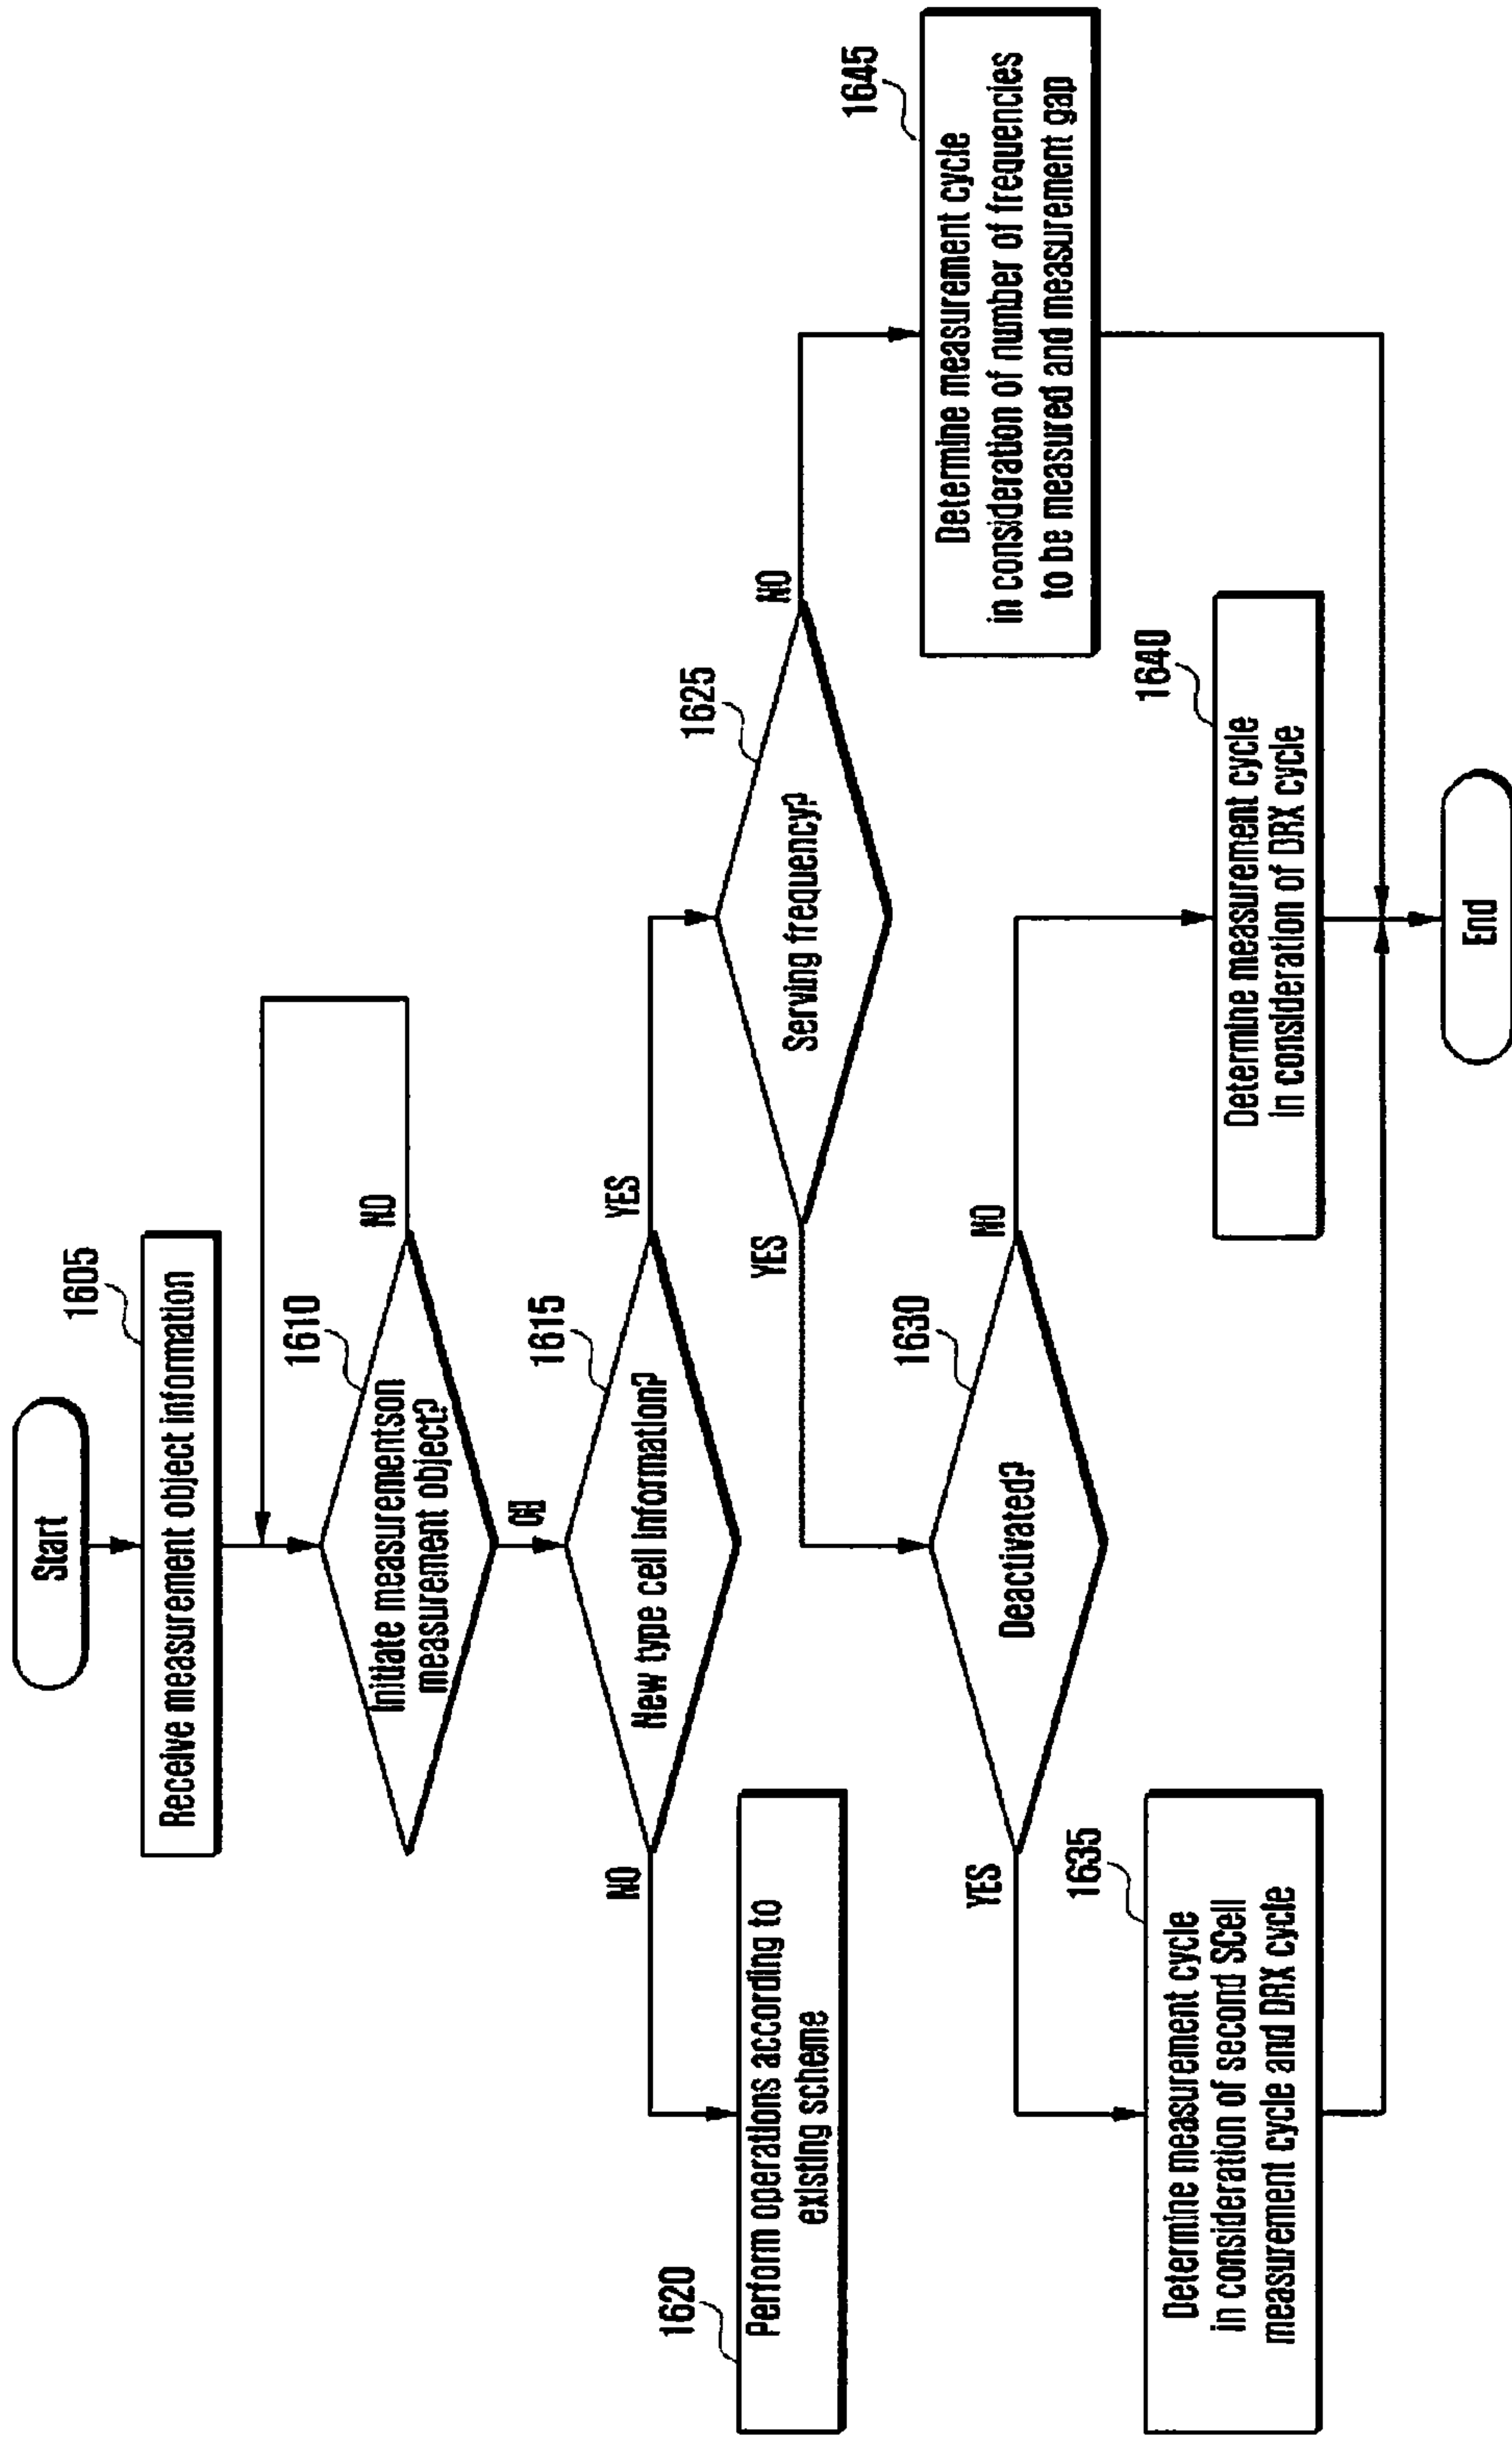 Start
1605
Receive measurement object information
1610
Initiate measurementson
measurement object?
NO
1615
New type cell information?
NO
YES
1620
Perform operations according to
existing scheme
1625
Serving frequency?
YES
NO
1630
Deactivated?
YES
NO
1645
Determine measurement cycle
in consideration of number of frequencies
to be measured and measurement gap
1635
Determine measurement cycle
in consideration of second SCell
measurement cycle and DRX cycle
1640
Determine measurement cycle
in consideration of DRX cycle
End